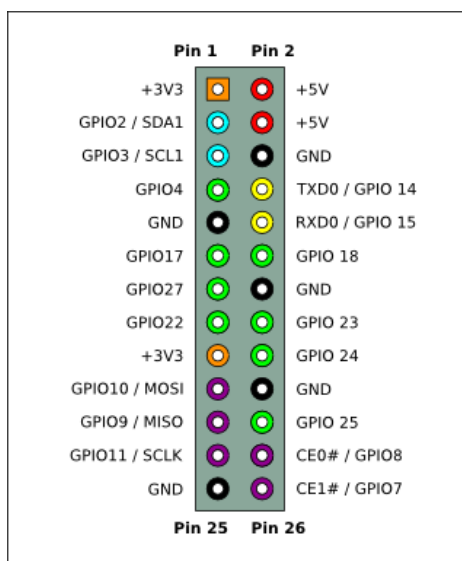 Pin 1 Pin 2
+3V3 +5V
GPIO2 / SDA1 +5V
GPIO3 / SCL1 GND
GPIO4 TXD0 / GPIO 14
GND RXD0 / GPIO 15
GPIO17 GPIO 18
GPIO27 GND
GPIO22 GPIO 23
+3V3 GPIO 24
GPIO10 / MOSI GND
GPIO9 / MISO GPIO 25
GPIO11 / SCLK CE0# / GPIO8
GND CE1# / GPIO7
Pin 25 Pin 26